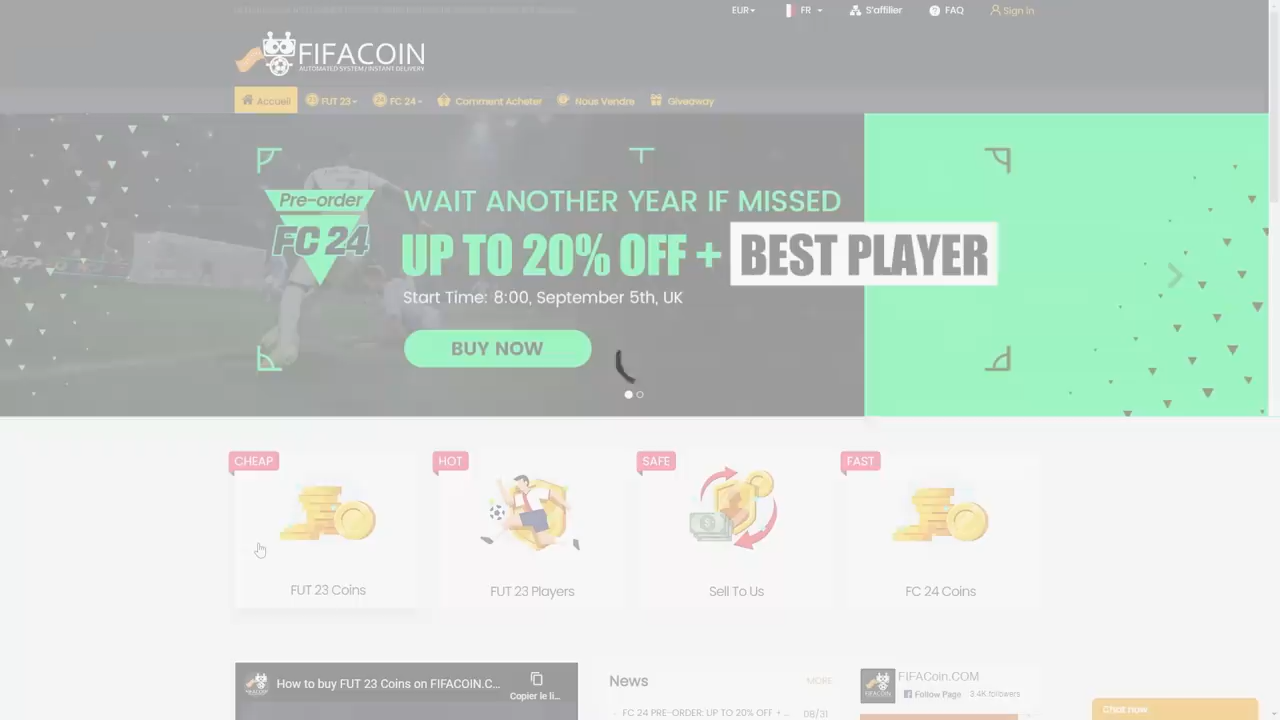 EUR FR S'affilier FAQ Sign in
FIFACOIN
AUTOMATED SYSTEM/INSTANT DELIVERY
Accueil FUT 23 FC 24 Comment Acheter Nous Vendre Giveaway
Pre-order
FC 24
WAIT ANOTHER YEAR IF MISSED
UP TO 20% OFF + BEST PLAYER
Start Time: 8:00, September 5th, UK
BUY NOW
CHEAP HOT SAFE FAST
FUT 23 Coins FUT 23 Players Sell To Us FC 24 Coins
How to buy FUT 23 Coins on FIFACOIN.C...
Copier le li...
News MORE
FC 24 PRE-ORDER: UP TO 20% OFF + ... 08/31
FIFACoin.COM
Follow Page 3.4K followers
Chat now